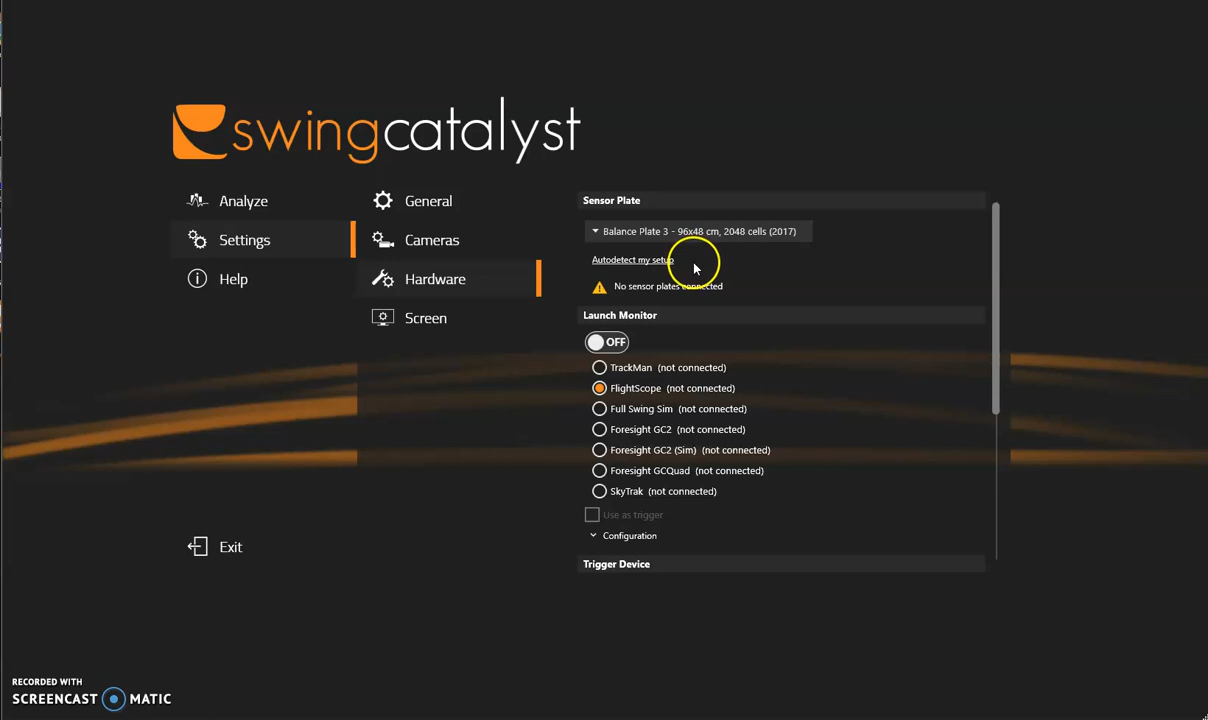 swingcatalyst
Analyze
Settings
Help
Exit
General
Cameras
Hardware
Screen
Sensor Plate
Balance Plate 3 - 96x48 cm, 2048 cells (2017)
Autodetect my setup
No sensor plates connected
Launch Monitor
OFF
TrackMan (not connected)
FlightScope (not connected)
Full Swing Sim (not connected)
Foresight GC2 (not connected)
Foresight GC2 (Sim) (not connected)
Foresight GCQuad (not connected)
SkyTrak (not connected)
Use as trigger
Configuration
Trigger Device
RECORDED WITH
SCREENCAST MATIC